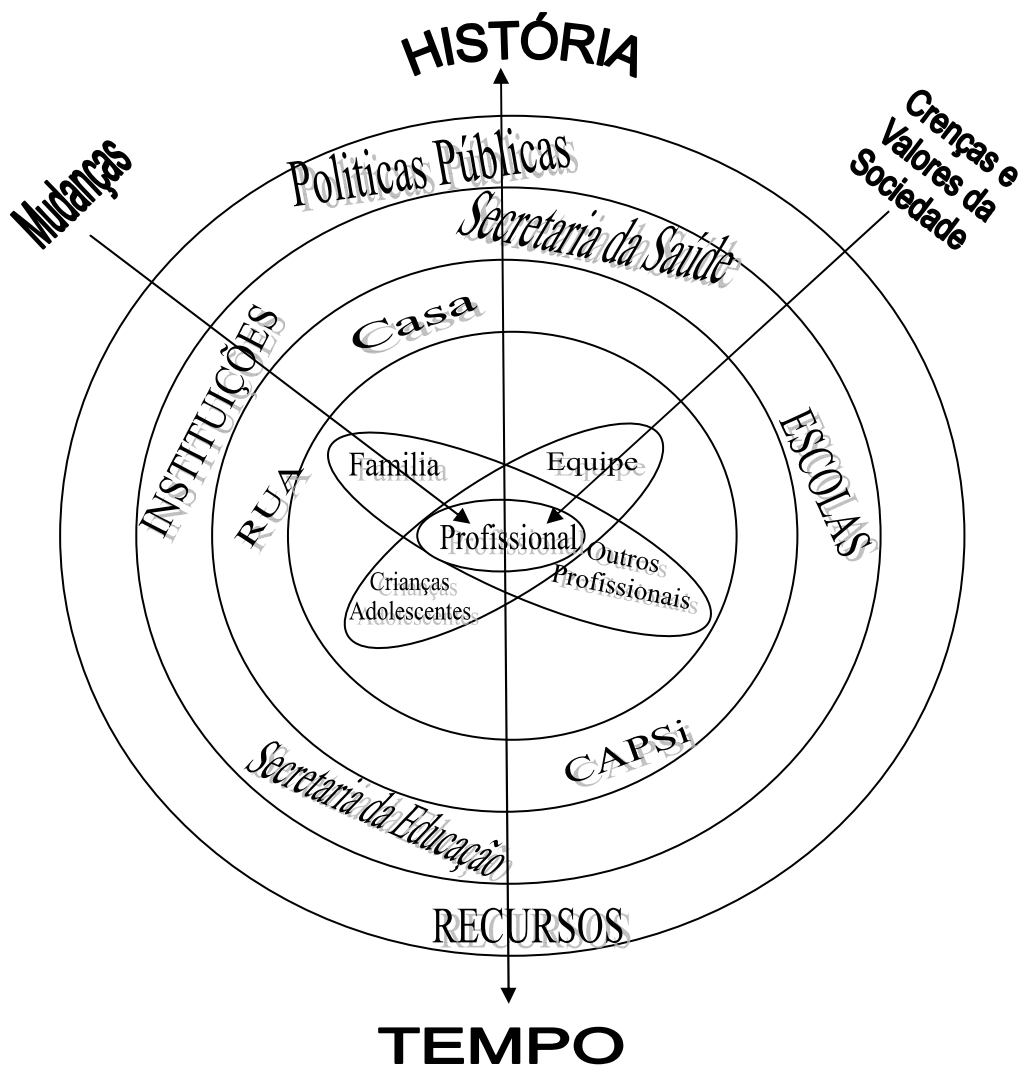 HISTÓRIA
Crenças e
Valores da
Sociedade
Mudanças
Politicas Públicas
Secretaria da Saúde
Casa
INSTITUIÇÕES
ESCOLAS
RUA
Familia
Equipe
Profissional
Outros
Profissionais
Crianças
Adolescentes
CAPSi
Secretaria da Educação
RECURSOS
TEMPO